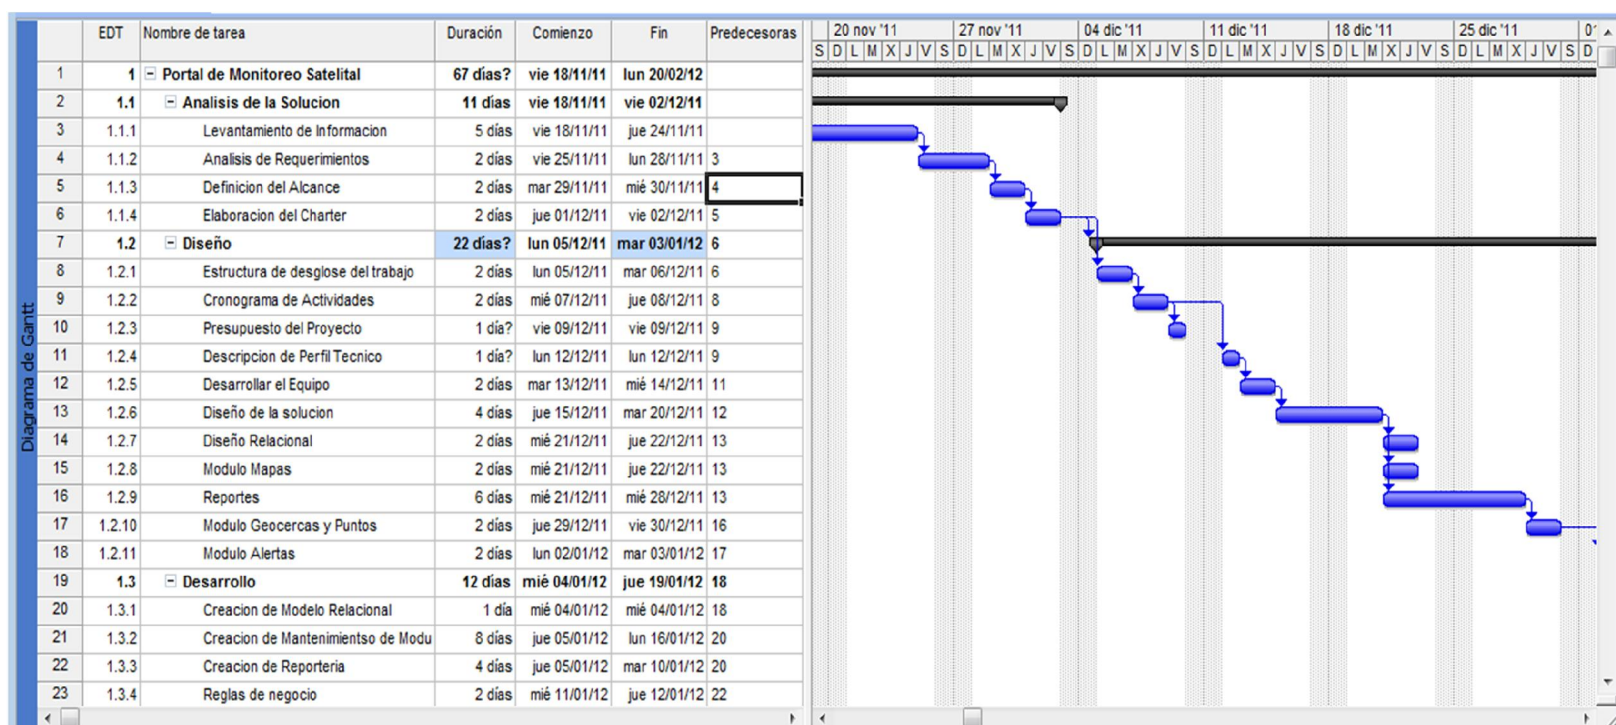 EDT Nombre de tarea Duración Comienzo Fin Predecesoras 20 nov '11 27 nov '11 04 dic '11 11 dic '11 18 dic '11 25 dic '11 01
S D L M X J V S D L M X J V S D L M X J V S D L M X J V S D L M X J V S D L M X J V S D
1 1 Portal de Monitoreo Satelital 67 días? vie 18/11/11 lun 20/02/12
2 1.1 Analisis de la Solucion 11 días vie 18/11/11 vie 02/12/11
3 1.1.1 Levantamiento de Informacion 5 días vie 18/11/11 jue 24/11/11
4 1.1.2 Analisis de Requerimientos 2 días vie 25/11/11 lun 28/11/11 3
5 1.1.3 Definicion del Alcance 2 días mar 29/11/11 mié 30/11/11 4
6 1.1.4 Elaboracion del Charter 2 días jue 01/12/11 vie 02/12/11 5
7 1.2 Diseño 22 días? lun 05/12/11 mar 03/01/12 6
8 1.2.1 Estructura de desglose del trabajo 2 días lun 05/12/11 mar 06/12/11 6
9 1.2.2 Cronograma de Actividades 2 días mié 07/12/11 jue 08/12/11 8
10 1.2.3 Presupuesto del Proyecto 1 día? vie 09/12/11 vie 09/12/11 9
11 1.2.4 Descripcion de Perfil Tecnico 1 día? lun 12/12/11 lun 12/12/11 9
12 1.2.5 Desarrollar el Equipo 2 días mar 13/12/11 mié 14/12/11 11
13 1.2.6 Diseño de la solucion 4 días jue 15/12/11 mar 20/12/11 12
14 1.2.7 Diseño Relacional 2 días mié 21/12/11 jue 22/12/11 13
15 1.2.8 Modulo Mapas 2 días mié 21/12/11 jue 22/12/11 13
16 1.2.9 Reportes 6 días mié 21/12/11 mié 28/12/11 13
17 1.2.10 Modulo Geocercas y Puntos 2 días jue 29/12/11 vie 30/12/11 16
18 1.2.11 Modulo Alertas 2 días lun 02/01/12 mar 03/01/12 17
19 1.3 Desarrollo 12 días mié 04/01/12 jue 19/01/12 18
20 1.3.1 Creacion de Modelo Relacional 1 día mié 04/01/12 mié 04/01/12 18
21 1.3.2 Creacion de Mantenimientso de Modu 8 días jue 05/01/12 lun 16/01/12 20
22 1.3.3 Creacion de Reporteria 4 días jue 05/01/12 mar 10/01/12 20
23 1.3.4 Reglas de negocio 2 días mié 11/01/12 jue 12/01/12 22
Diagrama de Gantt